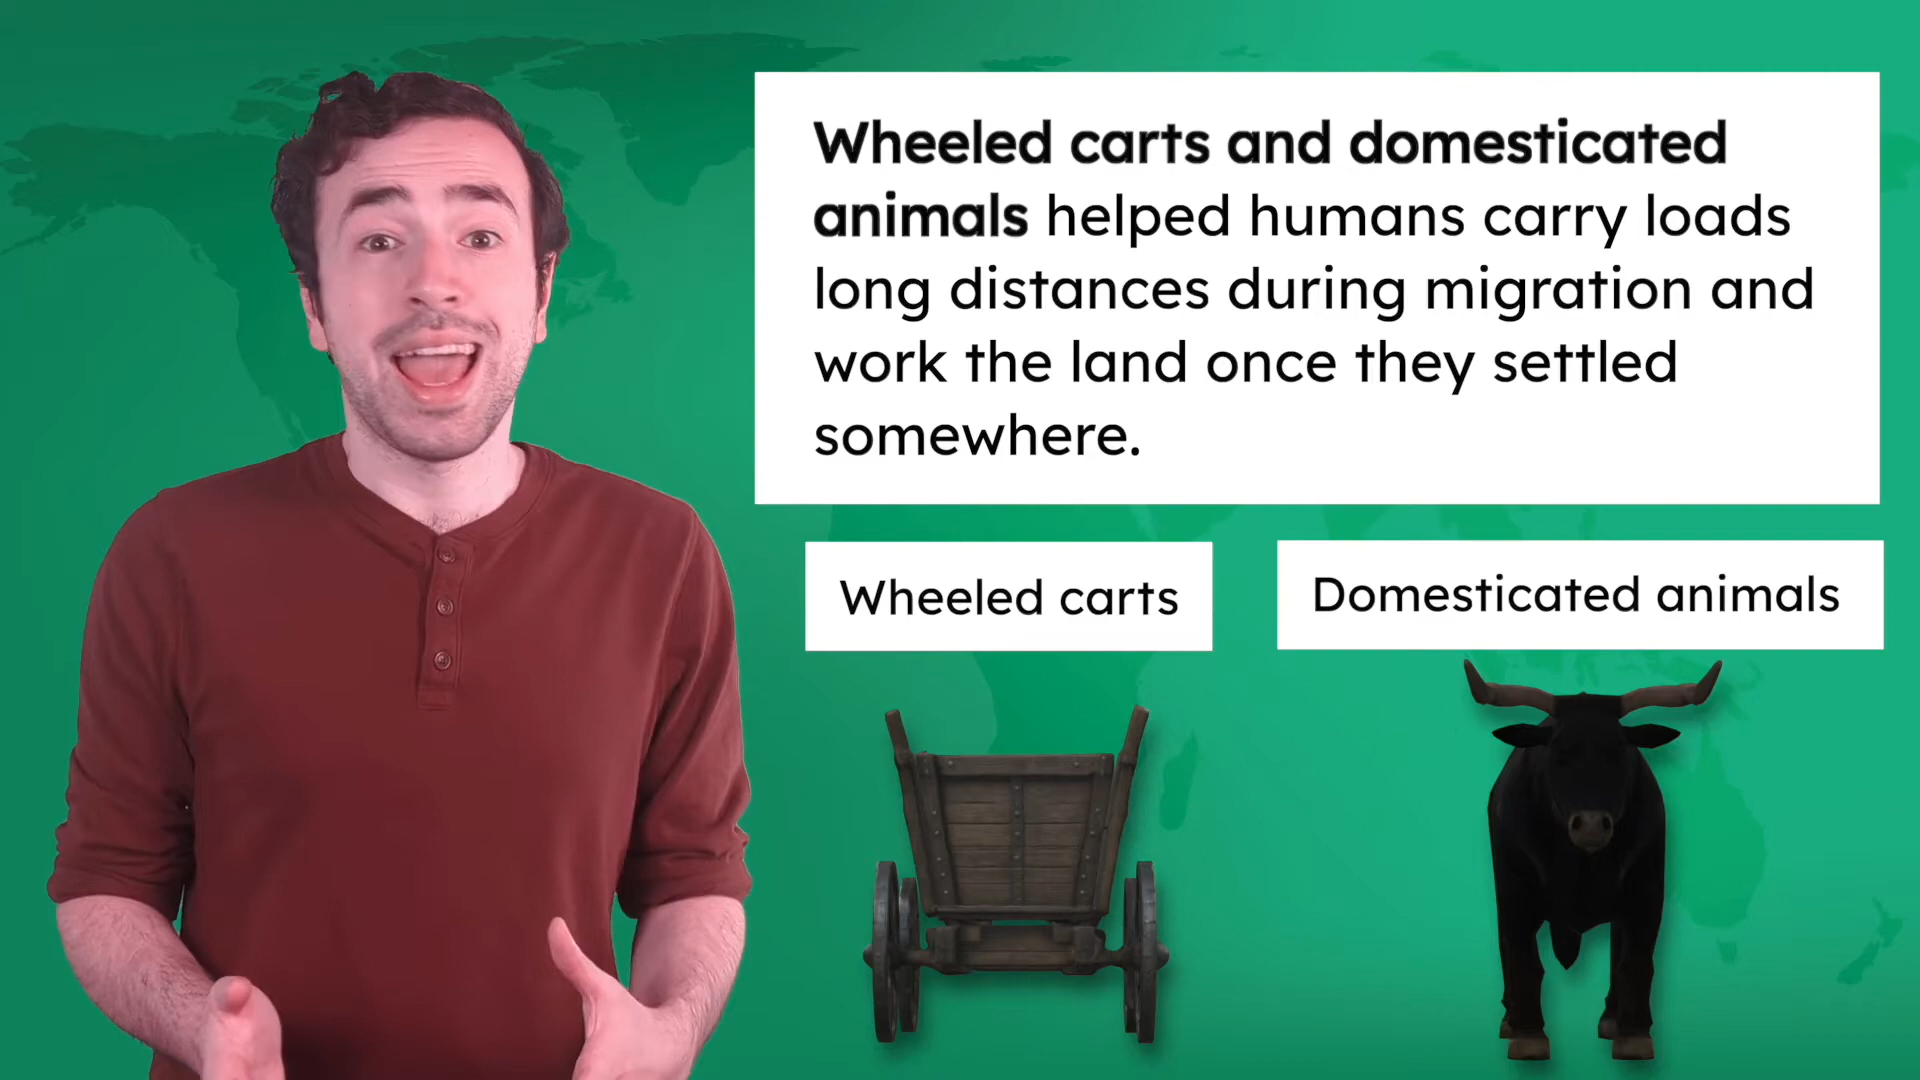 Wheeled carts and domesticated
animals helped humans carry loads
long distances during migration and
work the land once they settled
somewhere.
Wheeled carts
Domesticated animals